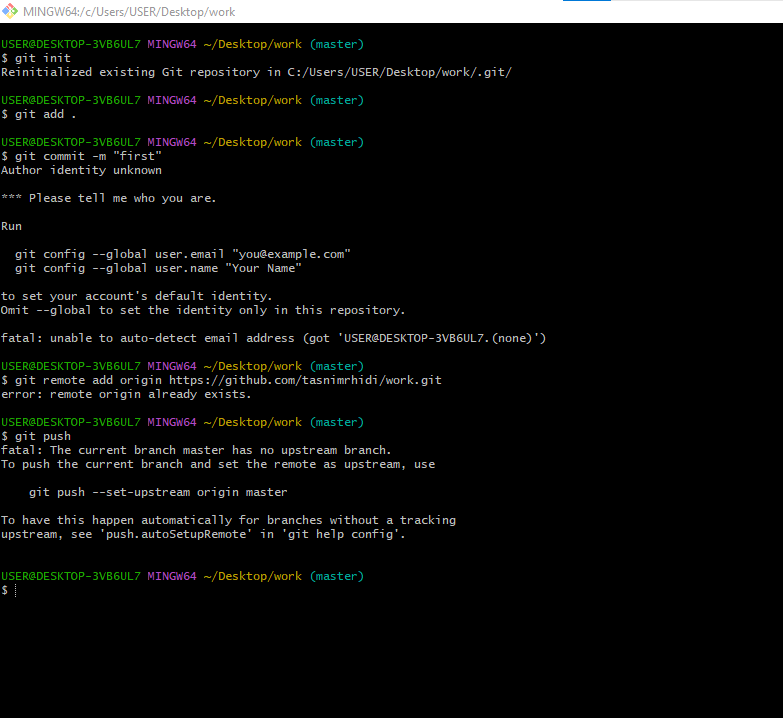 MINGW64:/c/Users/USER/Desktop/work
USER@DESKTOP-3VB6UL7 MINGW64 ~/Desktop/work (master)
$ git init
Reinitialized existing Git repository in C:/Users/USER/Desktop/work/.git/
USER@DESKTOP-3VB6UL7 MINGW64 ~/Desktop/work (master)
$ git add .
USER@DESKTOP-3VB6UL7 MINGW64 ~/Desktop/work (master)
$ git commit -m "first"
Author identity unknown
*** Please tell me who you are.
Run
  git config --global user.email "you@example.com"
  git config --global user.name "Your Name"
to set your account's default identity.
Omit --global to set the identity only in this repository.
fatal: unable to auto-detect email address (got 'USER@DESKTOP-3VB6UL7.(none)')
USER@DESKTOP-3VB6UL7 MINGW64 ~/Desktop/work (master)
$ git remote add origin https://github.com/tasnimrhidi/work.git
error: remote origin already exists.
USER@DESKTOP-3VB6UL7 MINGW64 ~/Desktop/work (master)
$ git push
fatal: The current branch master has no upstream branch.
To push the current branch and set the remote as upstream, use
    git push --set-upstream origin master
To have this happen automatically for branches without a tracking
upstream, see 'push.autoSetupRemote' in 'git help config'.
USER@DESKTOP-3VB6UL7 MINGW64 ~/Desktop/work (master)
$